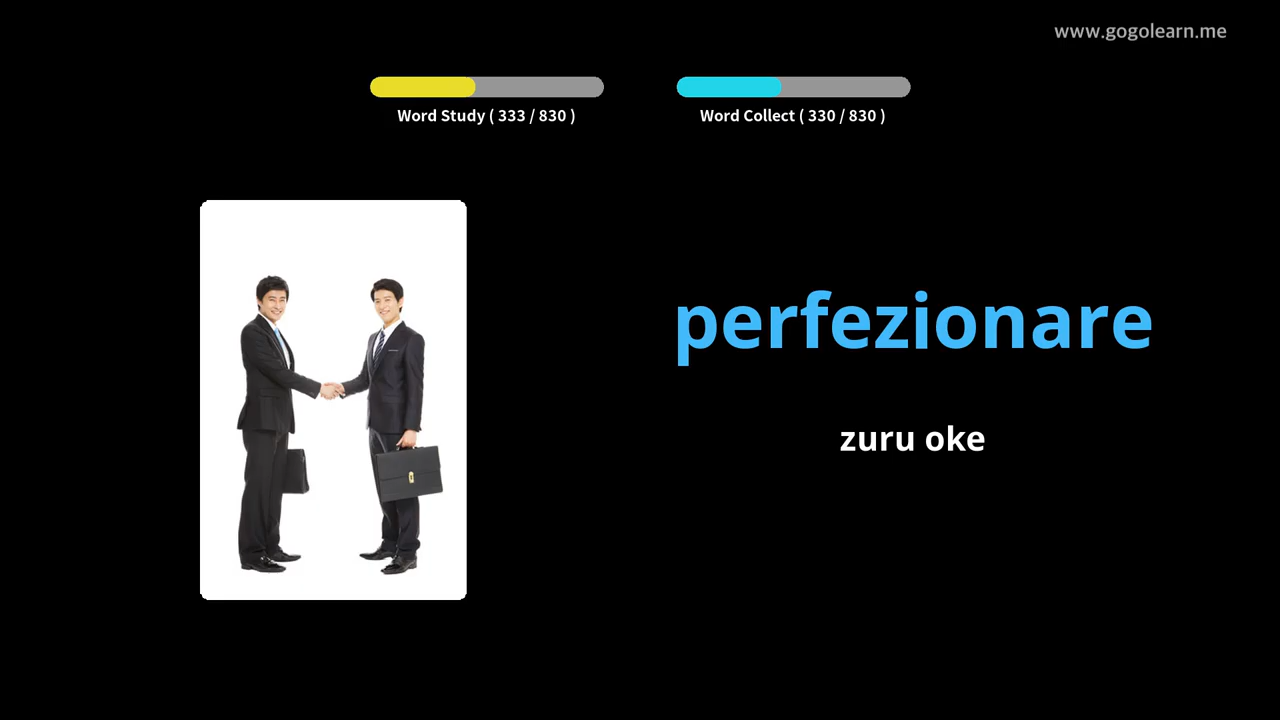 www.gogolearn.me
Word Study ( 333 / 830 )
Word Collect ( 330 / 830 )
perfezionare
zuru oke